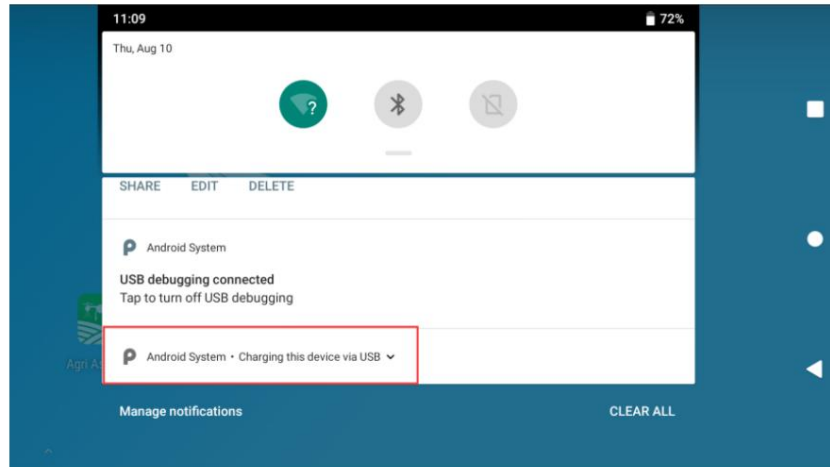 11:09 72%
Thu, Aug 10
?
SHARE EDIT DELETE
Android System
USB debugging connected
Tap to turn off USB debugging
Agri A
Android System • Charging this device via USB
Manage notifications CLEAR ALL